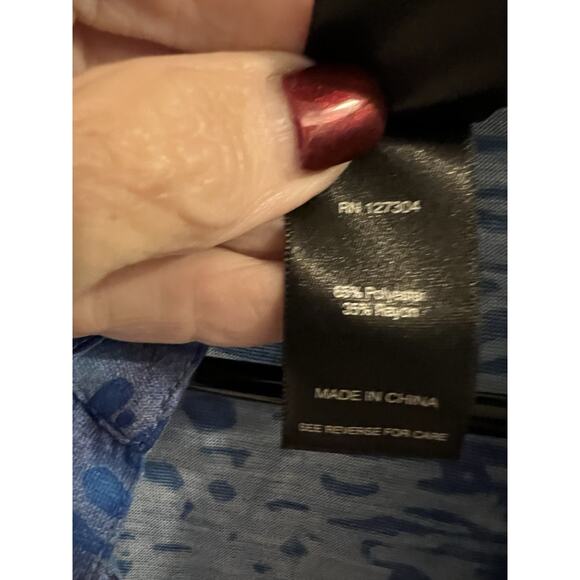 RN 127304
65% Polyester
35% Rayon
MADE IN CHINA
SEE REVERSE FOR CARE